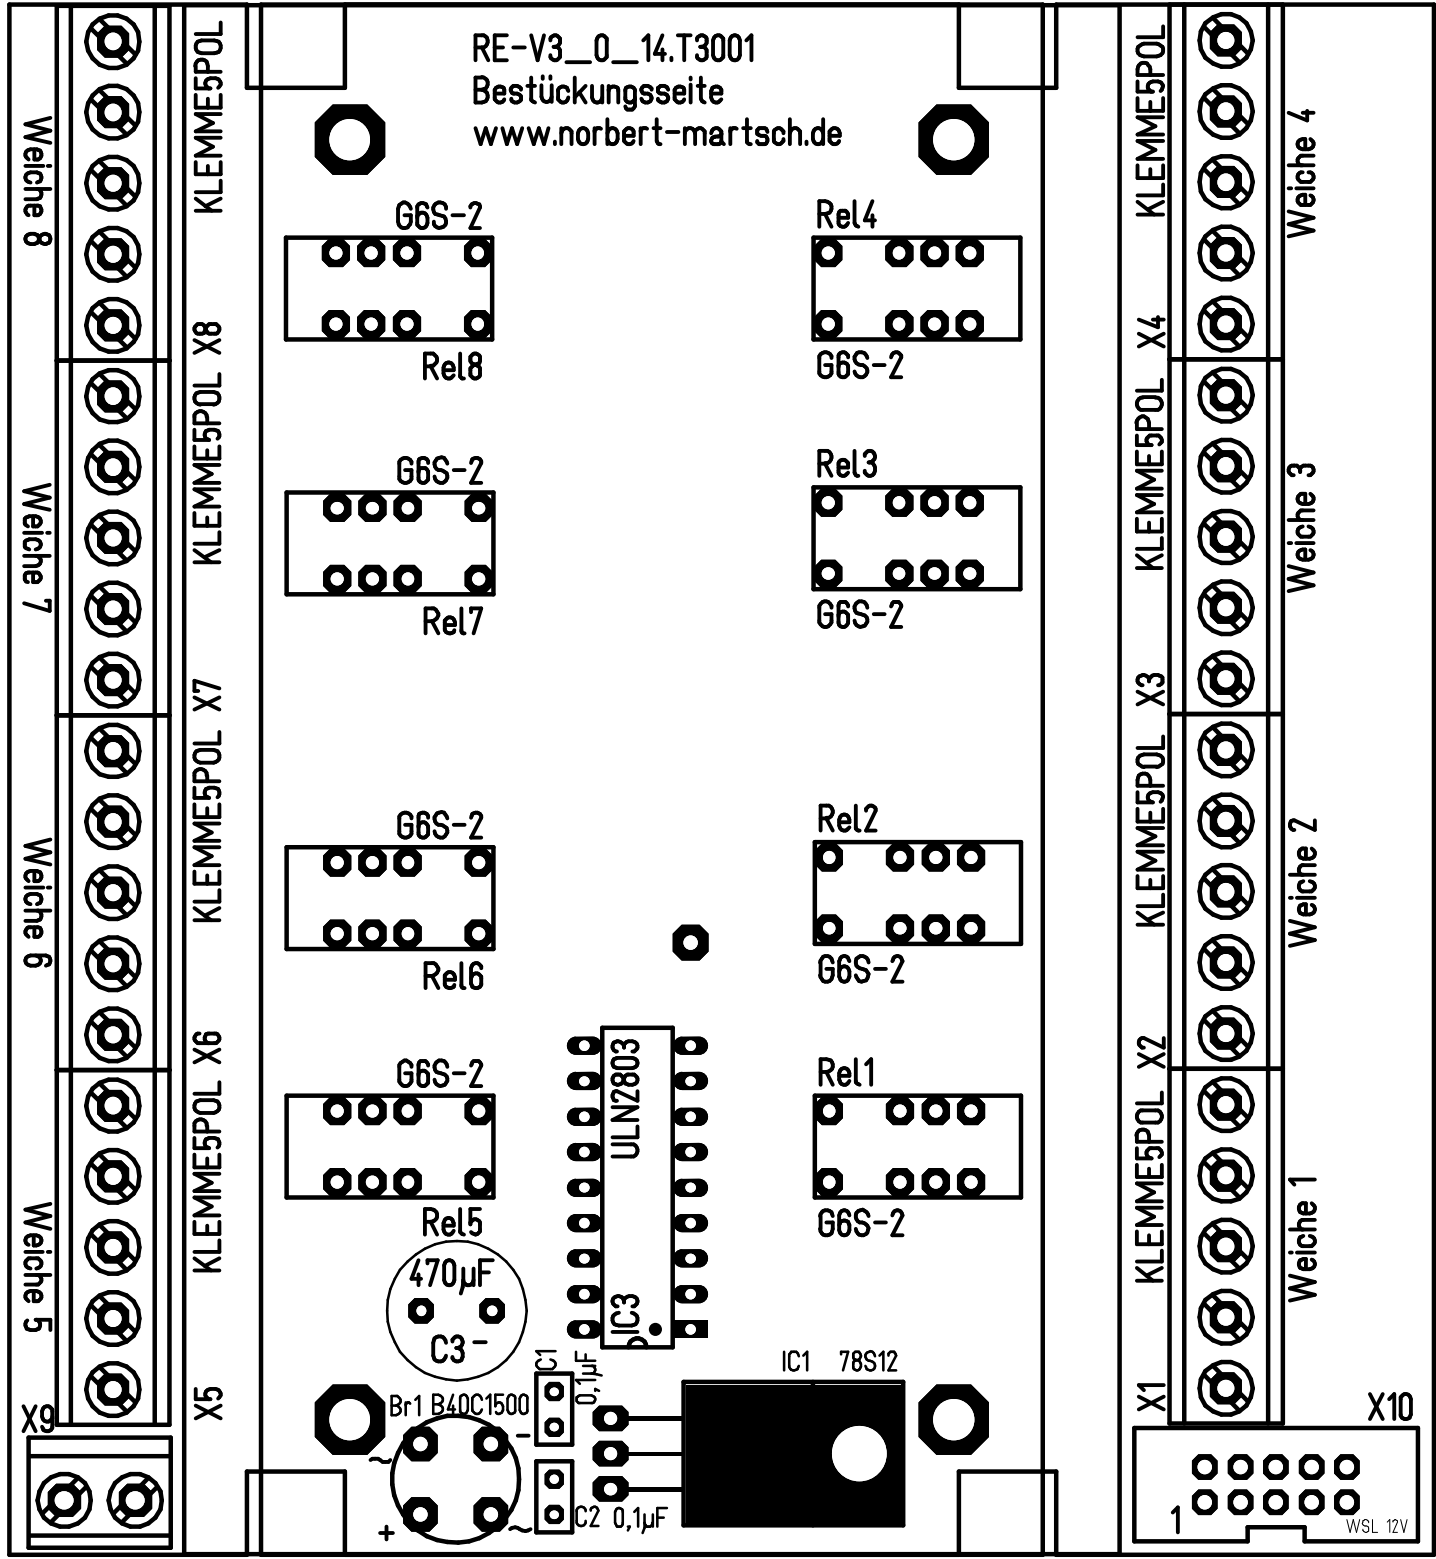 RE-V3_0_14.T3001
Bestückungsseite
www.norbert-martsch.de
Weiche 8
KLEMME5POL
X8
G6S-2
Rel8
Rel4
G6S-2
KLEMME5POL
X4
Weiche 4
Weiche 7
KLEMME5POL
X7
G6S-2
Rel7
Rel3
G6S-2
KLEMME5POL
X3
Weiche 3
Weiche 6
KLEMME5POL
X6
G6S-2
Rel6
Rel2
G6S-2
KLEMME5POL
X2
Weiche 2
Weiche 5
KLEMME5POL
X5
G6S-2
Rel5
ULN2803
IC3
Rel1
G6S-2
KLEMME5POL
X1
Weiche 1
470µF
C3 -
C1
0,1µF
IC1 78S12
Br1 B40C1500
-
~
+
~
C2 0,1µF
X9
X10
1
WSL 12V